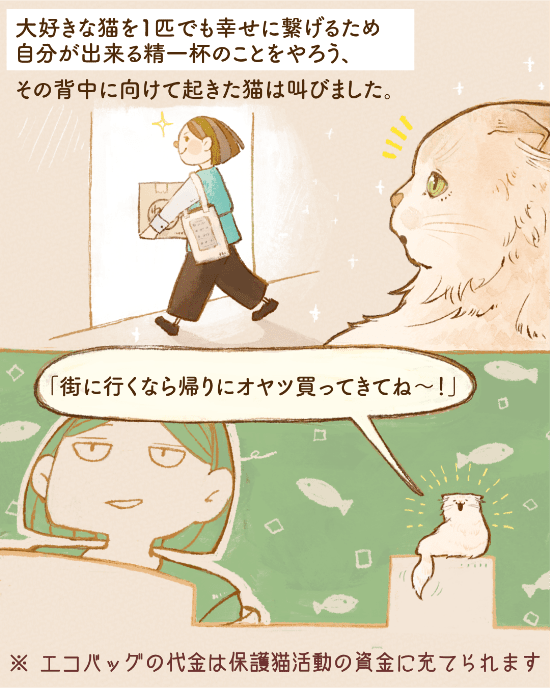 大好きな猫を1匹でも幸せに繋げるため
自分が出来る精一杯のことをやろう、
その背中に向けて起きた猫は叫びました。
「街に行くなら帰りにオヤツ買ってきてね〜!」
※ エコバッグの代金は保護猫活動の資金に充てられます